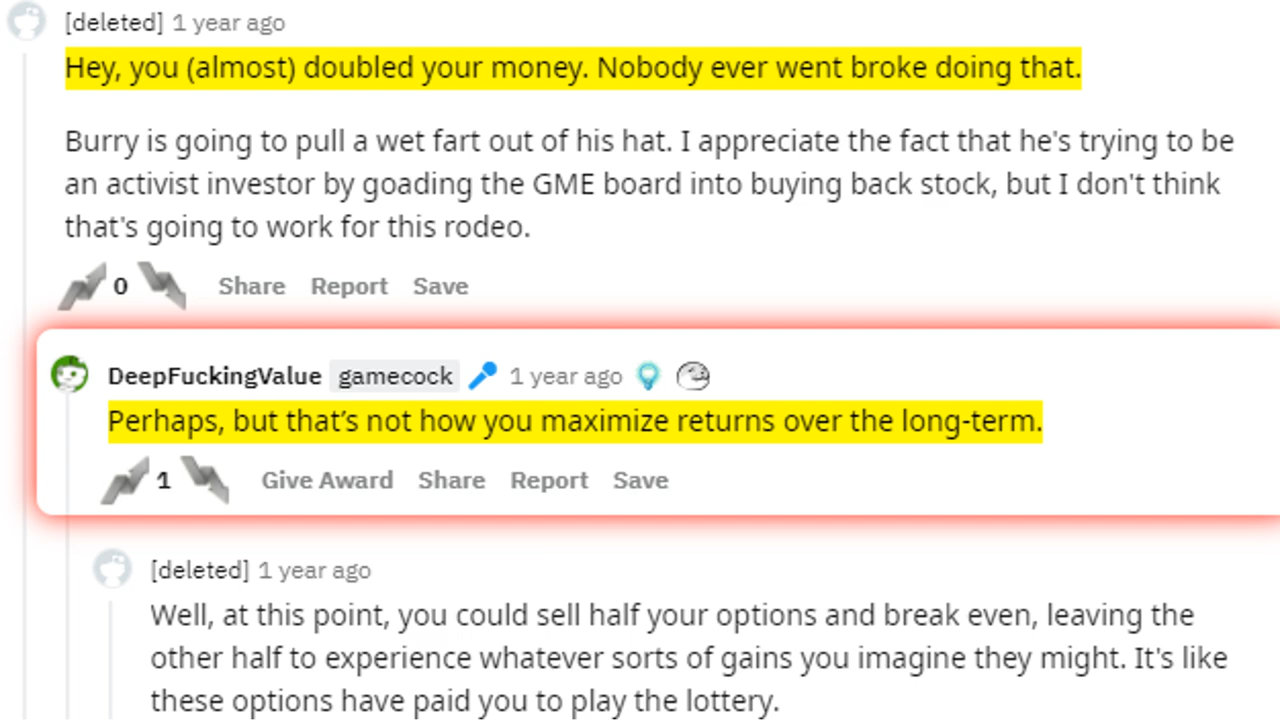 [deleted] 1 year ago
Hey, you (almost) doubled your money. Nobody ever went broke doing that.
Burry is going to pull a wet fart out of his hat. I appreciate the fact that he's trying to be
an activist investor by goading the GME board into buying back stock, but I don't think
that's going to work for this rodeo.
0 Share Report Save
DeepFuckingValue gamecock 1 year ago
Perhaps, but that’s not how you maximize returns over the long-term.
1 Give Award Share Report Save
[deleted] 1 year ago
Well, at this point, you could sell half your options and break even, leaving the
other half to experience whatever sorts of gains you imagine they might. It's like
these options have paid you to play the lottery.